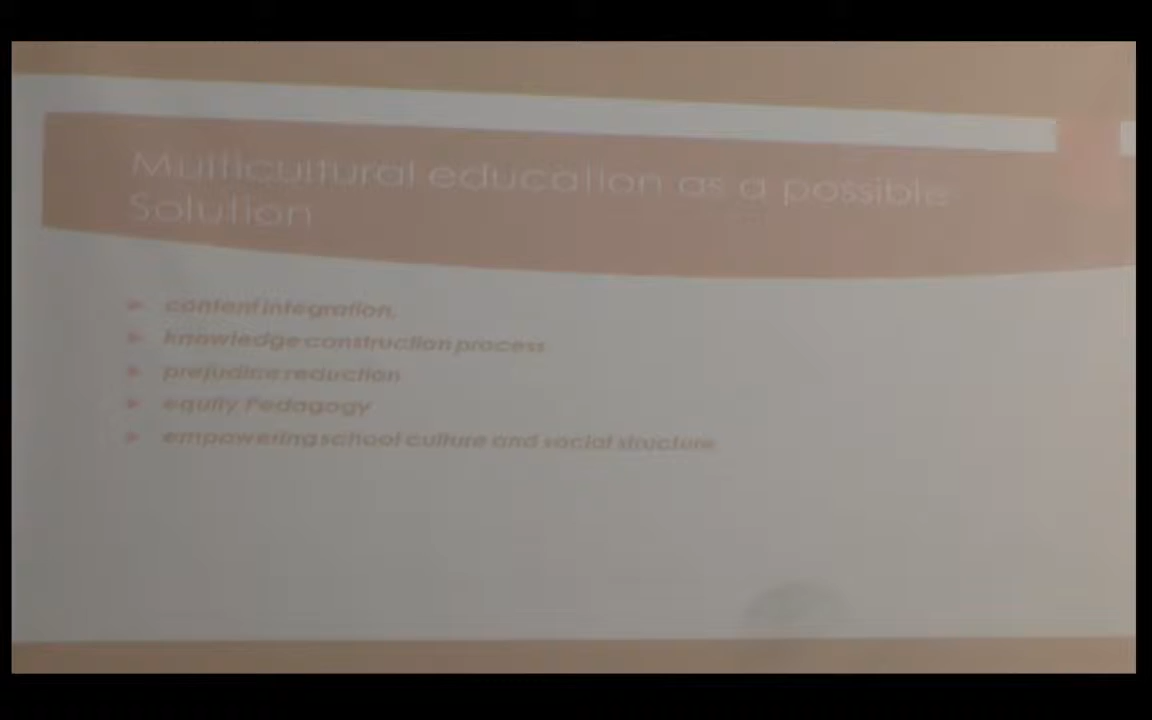 Multicultural education as a possible
Solution
content integration,
knowledge construction process
prejudice reduction
equity Pedagogy
empowering school culture and social structure